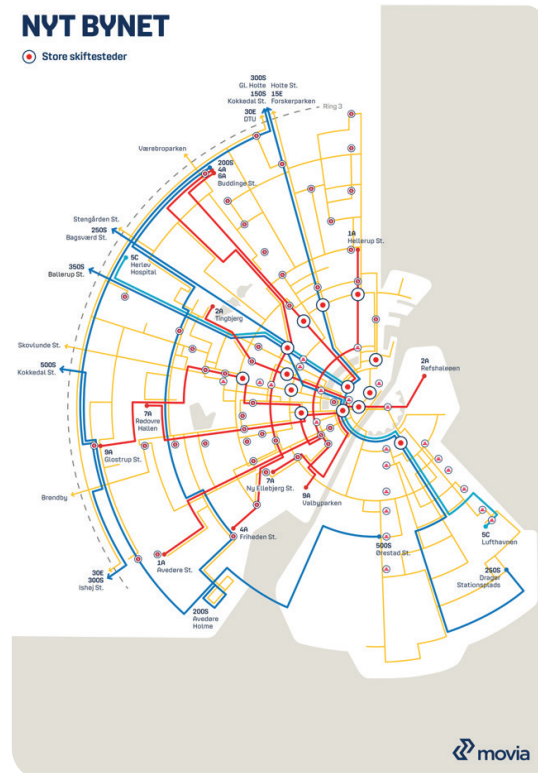 NYT BYNET
Store skiftesteder
300S
Gl. Holte
150S
Kokkedal St.
30E
DTU
Holte St.
15E
Forskerparken
Ring 3
Værebroparken
200S
4A
6A
Buddinge St.
Stengården St.
250S
Bagsværd St.
5C
Herlev
Hospital
350S
Ballerup St.
1A
Hellerup St.
2A
Tingbjerg
Skovlunde St.
500S
Kokkedal St.
2A
Refshaleøen
7A
Rødovre
Hallen
9A
Glostrup St.
7A
Ny Ellebjerg St.
9A
Valbyparken
Brøndby
4A
Friheden St.
1A
Avedøre St.
30E
300S
Ishøj St.
200S
Avedøre
Holme
500S
Ørestad St.
5C
Lufthavnen
250S
Dragør
Stationsplads
movia